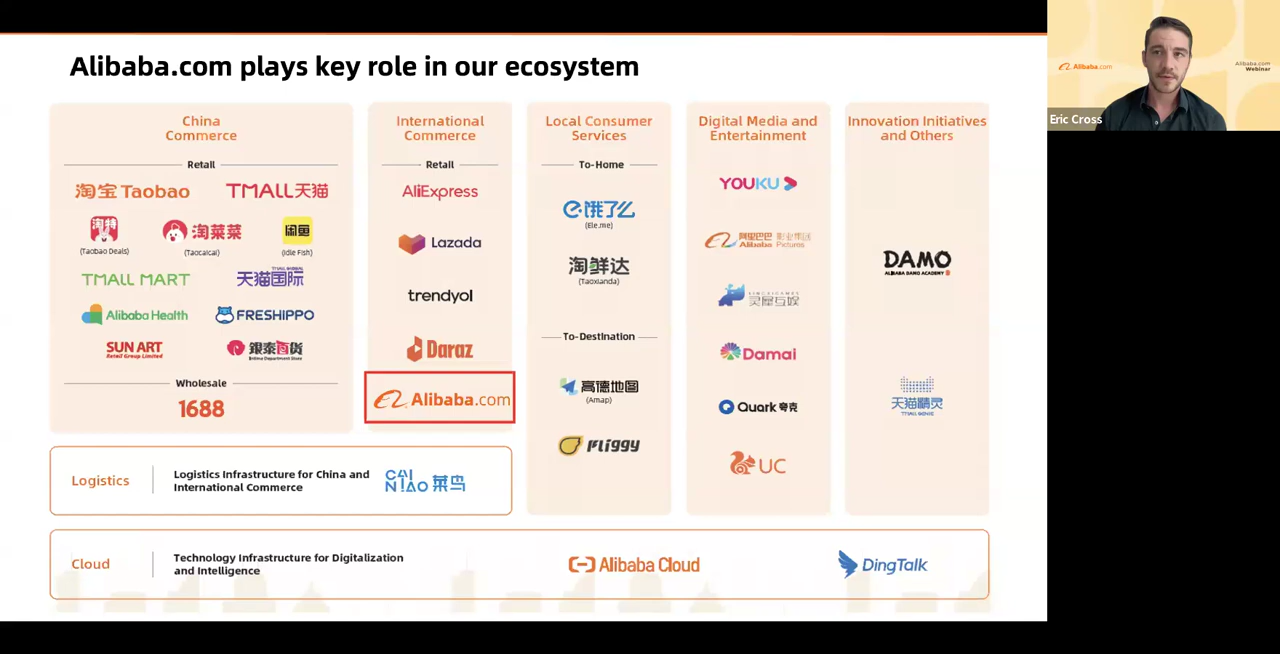 Alibaba.com plays key role in our ecosystem
China
Commerce
Retail
淘宝 Taobao
TMALL天猫
淘特
(Taobao Deals)
淘菜菜
(Taocaicai)
闲鱼
(Idle Fish)
TMALL MART
天猫国际
Alibaba Health
FRESHIPPO
SUN ART
Retail Group Limited
銀泰百货
Intime Department Store
Wholesale
1688
International
Commerce
Retail
AliExpress
Lazada
trendyol
Daraz
Alibaba.com
Local Consumer
Services
To-Home
饿了么
(Ele.me)
淘鲜达
(Taoxianda)
To-Destination
高德地图
(Amap)
Fliggy
Digital Media and
Entertainment
YOUKU
阿里巴巴 影业集团
Alibaba Pictures
灵犀互娱
Damai
Quark 夸克
UC
Innovation Initiatives
and Others
DAMO
ALIBABA DAMO ACADEMY
天猫精灵
TMALL GENIE
Logistics
Logistics Infrastructure for China and
International Commerce
CAI
NIAO 菜鸟
Cloud
Technology Infrastructure for Digitalization
and Intelligence
Alibaba Cloud
DingTalk
Alibaba.com
Alibaba.com
Webinar
Eric Cross